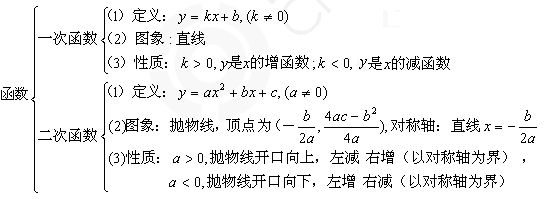 函数
一次函数
(1) 定义：y = kx + b, (k ≠ 0)
(2) 图象：直线
(3) 性质：k > 0, y是x的增函数; k < 0, y是x的减函数
二次函数
(1) 定义：y = ax² + bx + c, (a ≠ 0)
(2)图象：抛物线，顶点为(−b/2a, (4ac − b²)/4a), 对称轴：直线x = −b/2a
(3)性质：a > 0, 抛物线开口向上，左减 右增（以对称轴为界），
a < 0, 抛物线开口向下，左增 右减（以对称轴为界）